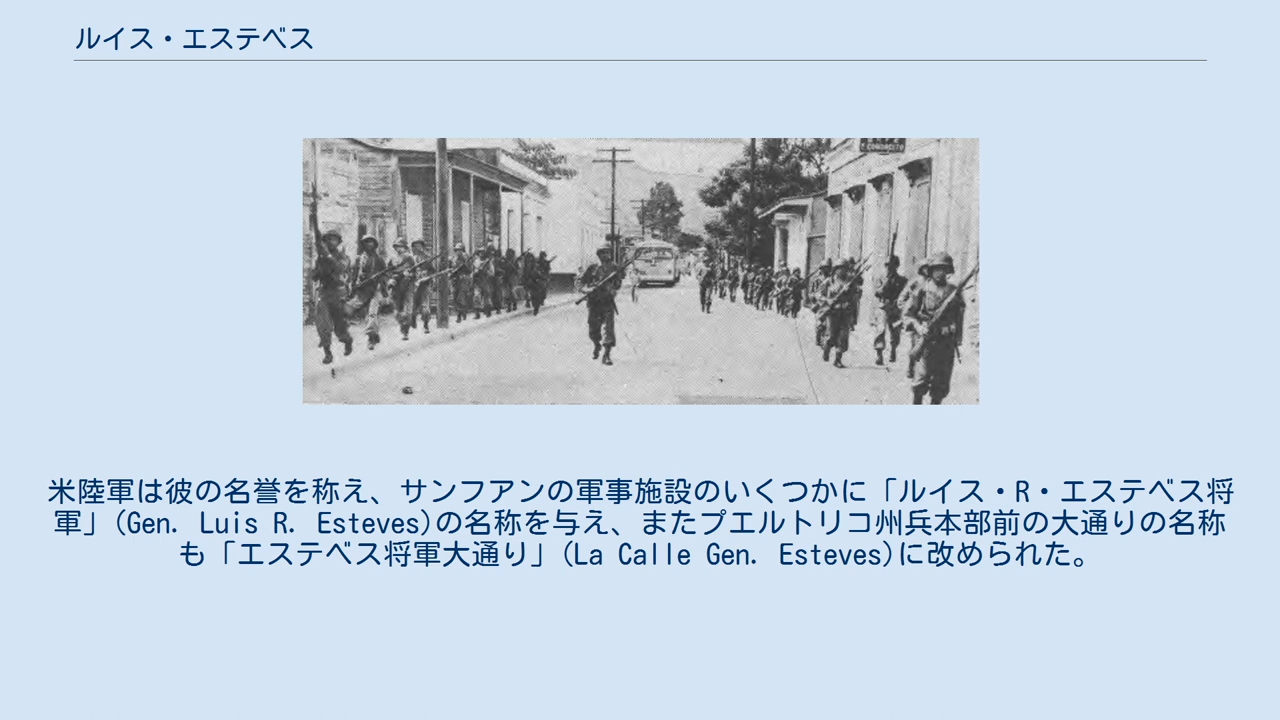 ルイス・エステベス
米陸軍は彼の名誉を称え、サンフアンの軍事施設のいくつかに「ルイス・R・エステベス将
軍」(Gen. Luis R. Esteves)の名称を与え、またプエルトリコ州兵本部前の大通りの名称
も「エステベス将軍大通り」(La Calle Gen. Esteves)に改められた。